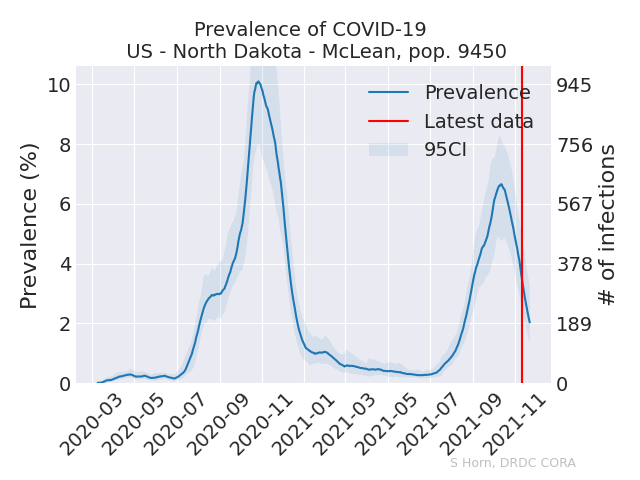 Prevalence of COVID-19
US - North Dakota - McLean, pop. 9450
Prevalence (%)
10
8
6
4
2
0
Prevalence
Latest data
95CI
945
756
567
378
189
0
# of infections
2020-03
2020-05
2020-07
2020-09
2020-11
2021-01
2021-03
2021-05
2021-07
2021-09
2021-11
S Horn, DRDC CORA